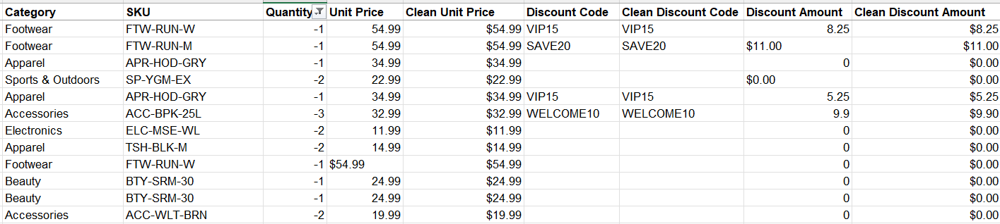 Category SKU Quantity Unit Price Clean Unit Price Discount Code Clean Discount Code Discount Amount Clean Discount Amount
Footwear FTW-RUN-W -1 54.99 $54.99 VIP15 VIP15 8.25 $8.25
Footwear FTW-RUN-M -1 54.99 $54.99 SAVE20 SAVE20 $11.00 $11.00
Apparel APR-HOD-GRY -1 34.99 $34.99 0 $0.00
Sports & Outdoors SP-YGM-EX -2 22.99 $22.99 $0.00 $0.00
Apparel APR-HOD-GRY -1 34.99 $34.99 VIP15 VIP15 5.25 $5.25
Accessories ACC-BPK-25L -3 32.99 $32.99 WELCOME10 WELCOME10 9.9 $9.90
Electronics ELC-MSE-WL -2 11.99 $11.99 0 $0.00
Apparel TSH-BLK-M -2 14.99 $14.99 0 $0.00
Footwear FTW-RUN-W -1 $54.99 $54.99 0 $0.00
Beauty BTY-SRM-30 -1 24.99 $24.99 0 $0.00
Beauty BTY-SRM-30 -1 24.99 $24.99 0 $0.00
Accessories ACC-WLT-BRN -2 19.99 $19.99 0 $0.00